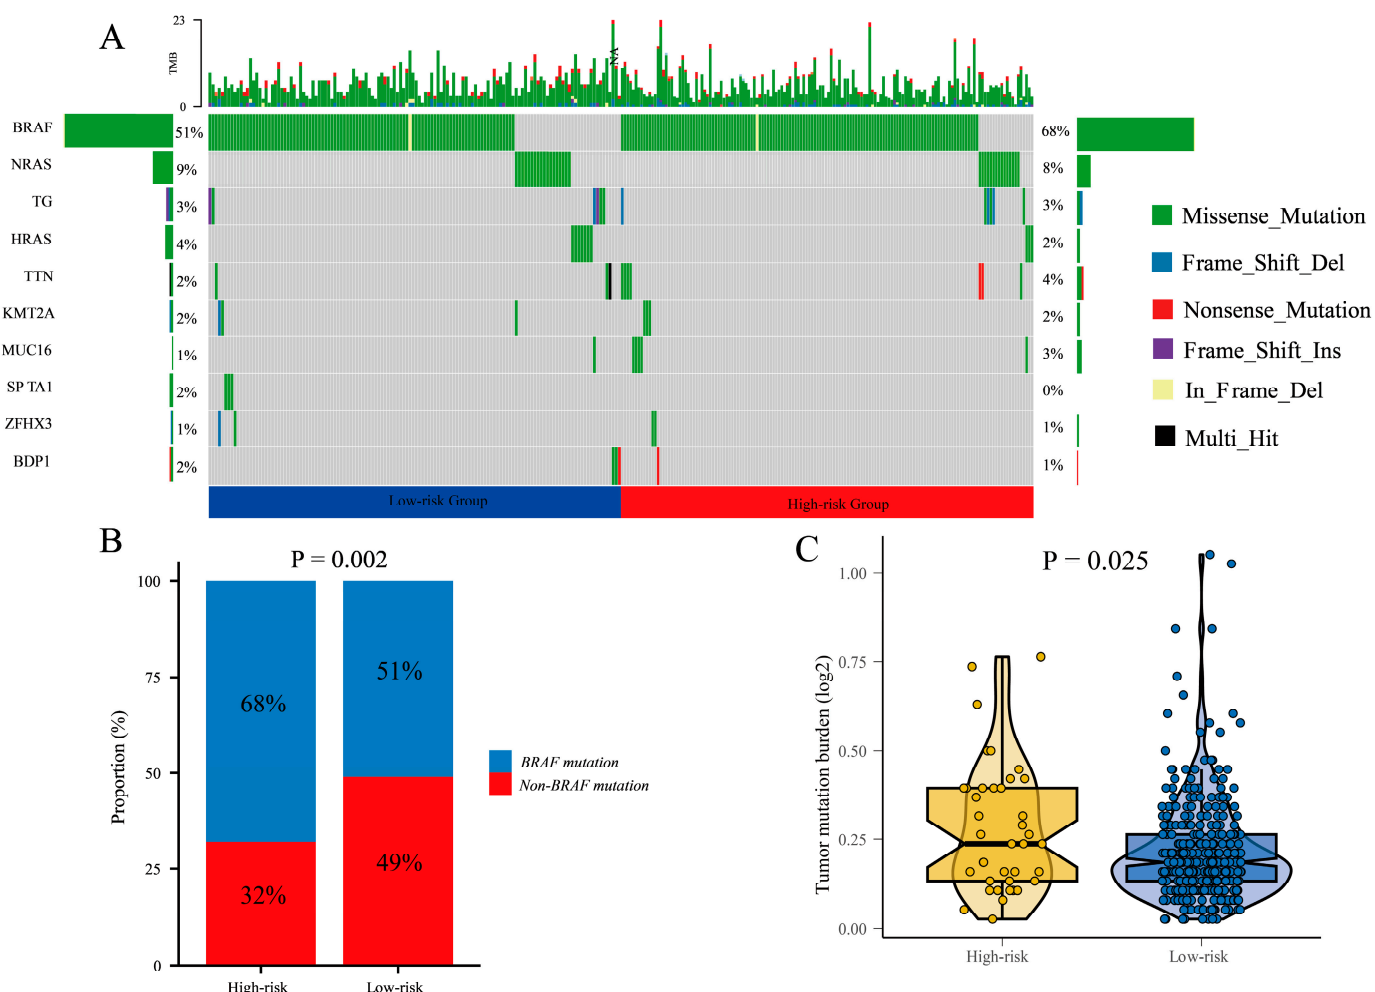 A
23
TMB
0
NA
BRAF 51% 68%
NRAS 9% 8%
TG 3% 3%
HRAS 4% 2%
TTN 2% 4%
KMT2A 2% 2%
MUC16 1% 3%
SP TA1 2% 0%
ZFHX3 1% 1%
BDP1 2% 1%
Low-risk Group High-risk Group
Missense_Mutation
Frame_Shift_Del
Nonsense_Mutation
Frame_Shift_Ins
In_Frame_Del
Multi_Hit
B
P = 0.002
Proportion (%)
100
75
50
25
0
68%
32%
51%
49%
High-risk Low-risk
BRAF mutation
Non-BRAF mutation
C
P = 0.025
Tumor mutation burden (log2)
1.00
0.75
0.50
0.25
0.00
High-risk Low-risk